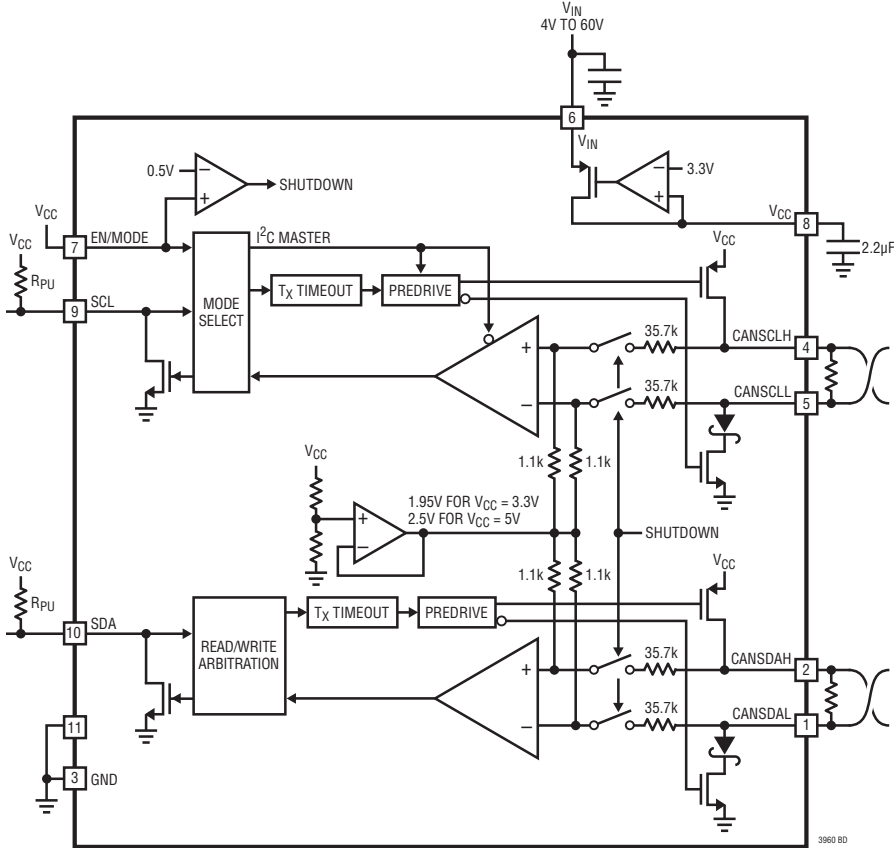 VIN
4V TO 60V
6
VIN
0.5V
−
+
SHUTDOWN
−
3.3V
+
VCC
8
2.2µF
VCC
7
EN/MODE
I²C MASTER
VCC
VCC
RPU
MODE
SELECT
TX TIMEOUT
PREDRIVE
9
SCL
+
35.7k
CANSCLH
4
−
35.7k
CANSCLL
5
1.1k
1.1k
VCC
1.95V FOR VCC = 3.3V
2.5V FOR VCC = 5V
+
−
SHUTDOWN
1.1k
1.1k
VCC
VCC
RPU
TX TIMEOUT
PREDRIVE
10
SDA
READ/WRITE
ARBITRATION
+
35.7k
CANSDAH
2
−
35.7k
CANSDAL
1
11
3
GND
3960 BD